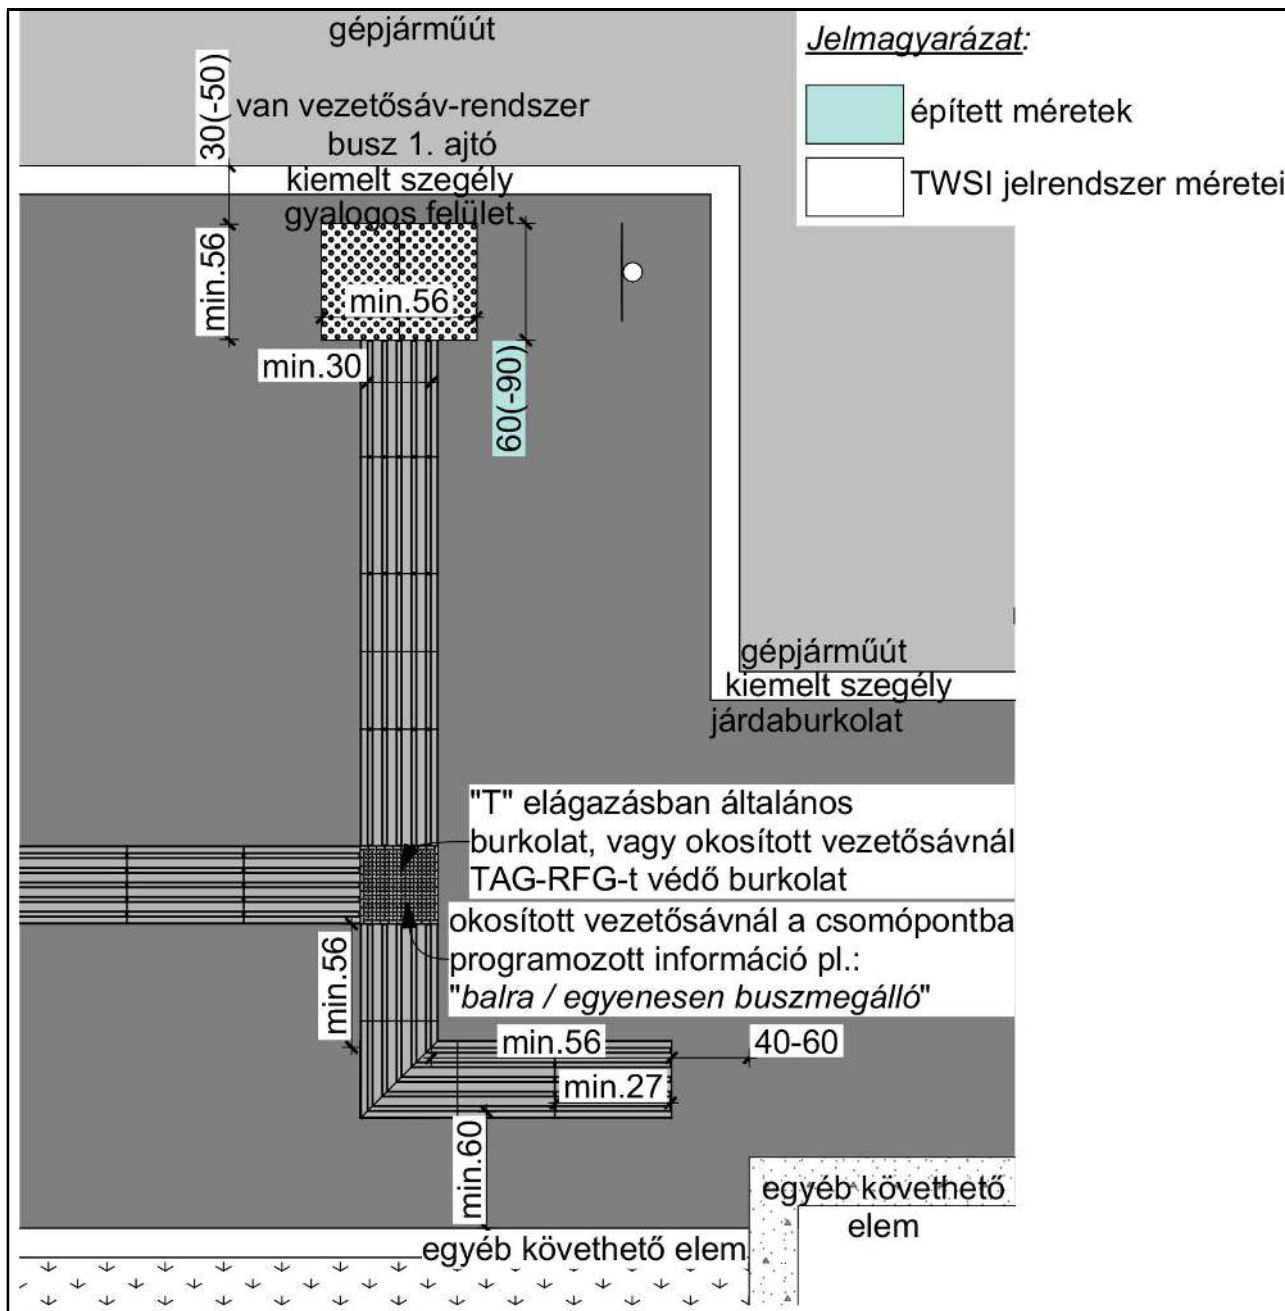 gépjárműút
Jelmagyarázat:
épített méretek
TWSI jelrendszer méretei
30(-50)
van vezetősáv-rendszer
busz 1. ajtó
kiemelt szegély
gyalogos felület
min.56
min.56
min.30
60(-90)
gépjárműút
kiemelt szegély
járdaburkolat
"T" elágazásban általános
burkolat, vagy okosított vezetősávnál
TAG-RFG-t védő burkolat
okosított vezetősávnál a csomópontba
programozott információ pl.:
"balra / egyenesen buszmegálló"
min.56
min.56
40-60
min.27
min.60
egyéb követhető
elem
egyéb követhető elem